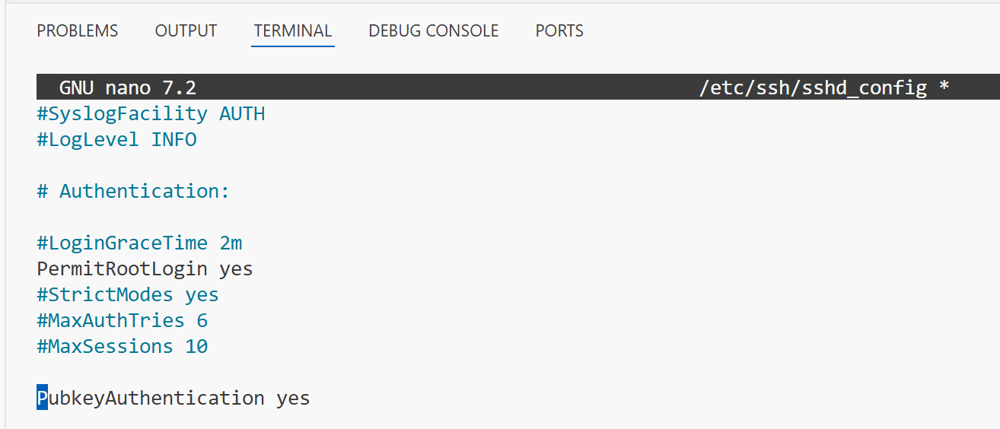 PROBLEMS OUTPUT TERMINAL DEBUG CONSOLE PORTS
GNU nano 7.2 /etc/ssh/sshd_config *
#SyslogFacility AUTH
#LogLevel INFO
# Authentication:
#LoginGraceTime 2m
PermitRootLogin yes
#StrictModes yes
#MaxAuthTries 6
#MaxSessions 10
PubkeyAuthentication yes